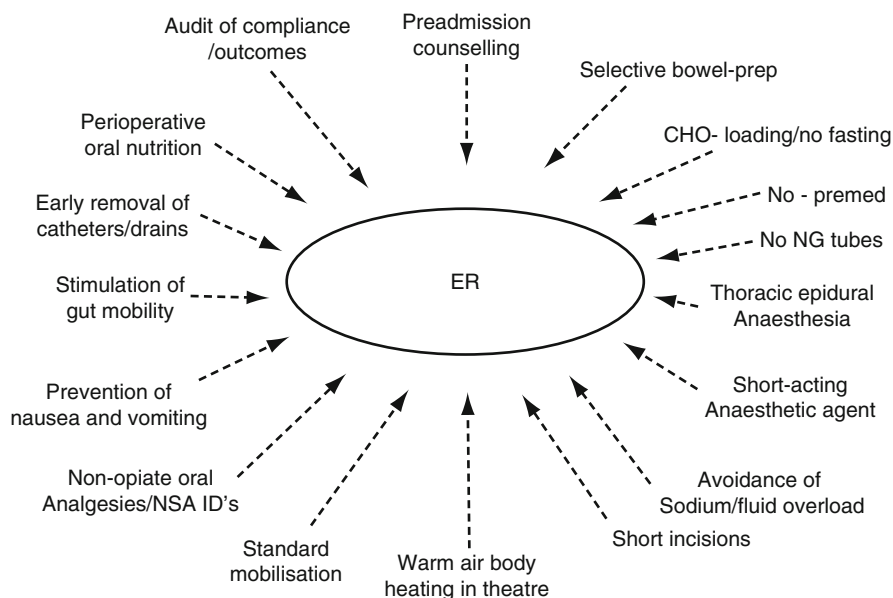 Audit of compliance
/outcomes
Preadmission
counselling
Selective bowel-prep
CHO- loading/no fasting
No - premed
No NG tubes
Thoracic epidural
Anaesthesia
Short-acting
Anaesthetic agent
Avoidance of
Sodium/fluid overload
Short incisions
Warm air body
heating in theatre
Standard
mobilisation
Non-opiate oral
Analgesies/NSA ID's
Prevention of
nausea and vomiting
Stimulation of
gut mobility
Early removal of
catheters/drains
Perioperative
oral nutrition
ER